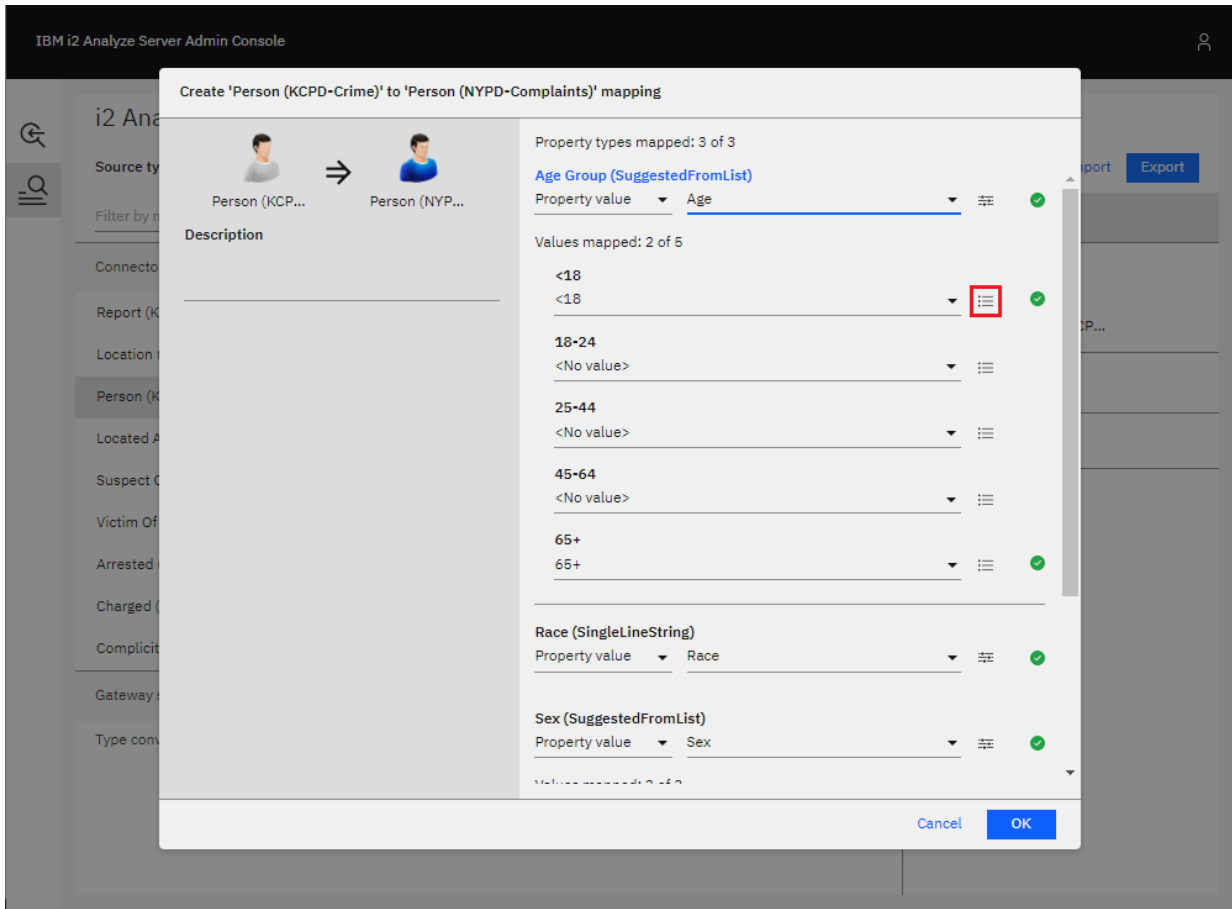 IBM i2 Analyze Server Admin Console
Create 'Person (KCPD-Crime)' to 'Person (NYPD-Complaints)' mapping
i2 Ana
Source ty
Filter by n
Connecto
Report (K
Location (
Person (K
Located A
Suspect C
Victim Of
Arrested
Charged (
Complicit
Gateway s
Type conv
Person (KCP...
Person (NYP...
Description
Property types mapped: 3 of 3
Age Group (SuggestedFromList)
Property value Age
Values mapped: 2 of 5
<18
<18
18-24
<No value>
25-44
<No value>
45-64
<No value>
65+
65+
Race (SingleLineString)
Property value Race
Sex (SuggestedFromList)
Property value Sex
Values mapped:
Cancel OK
port Export
CP...